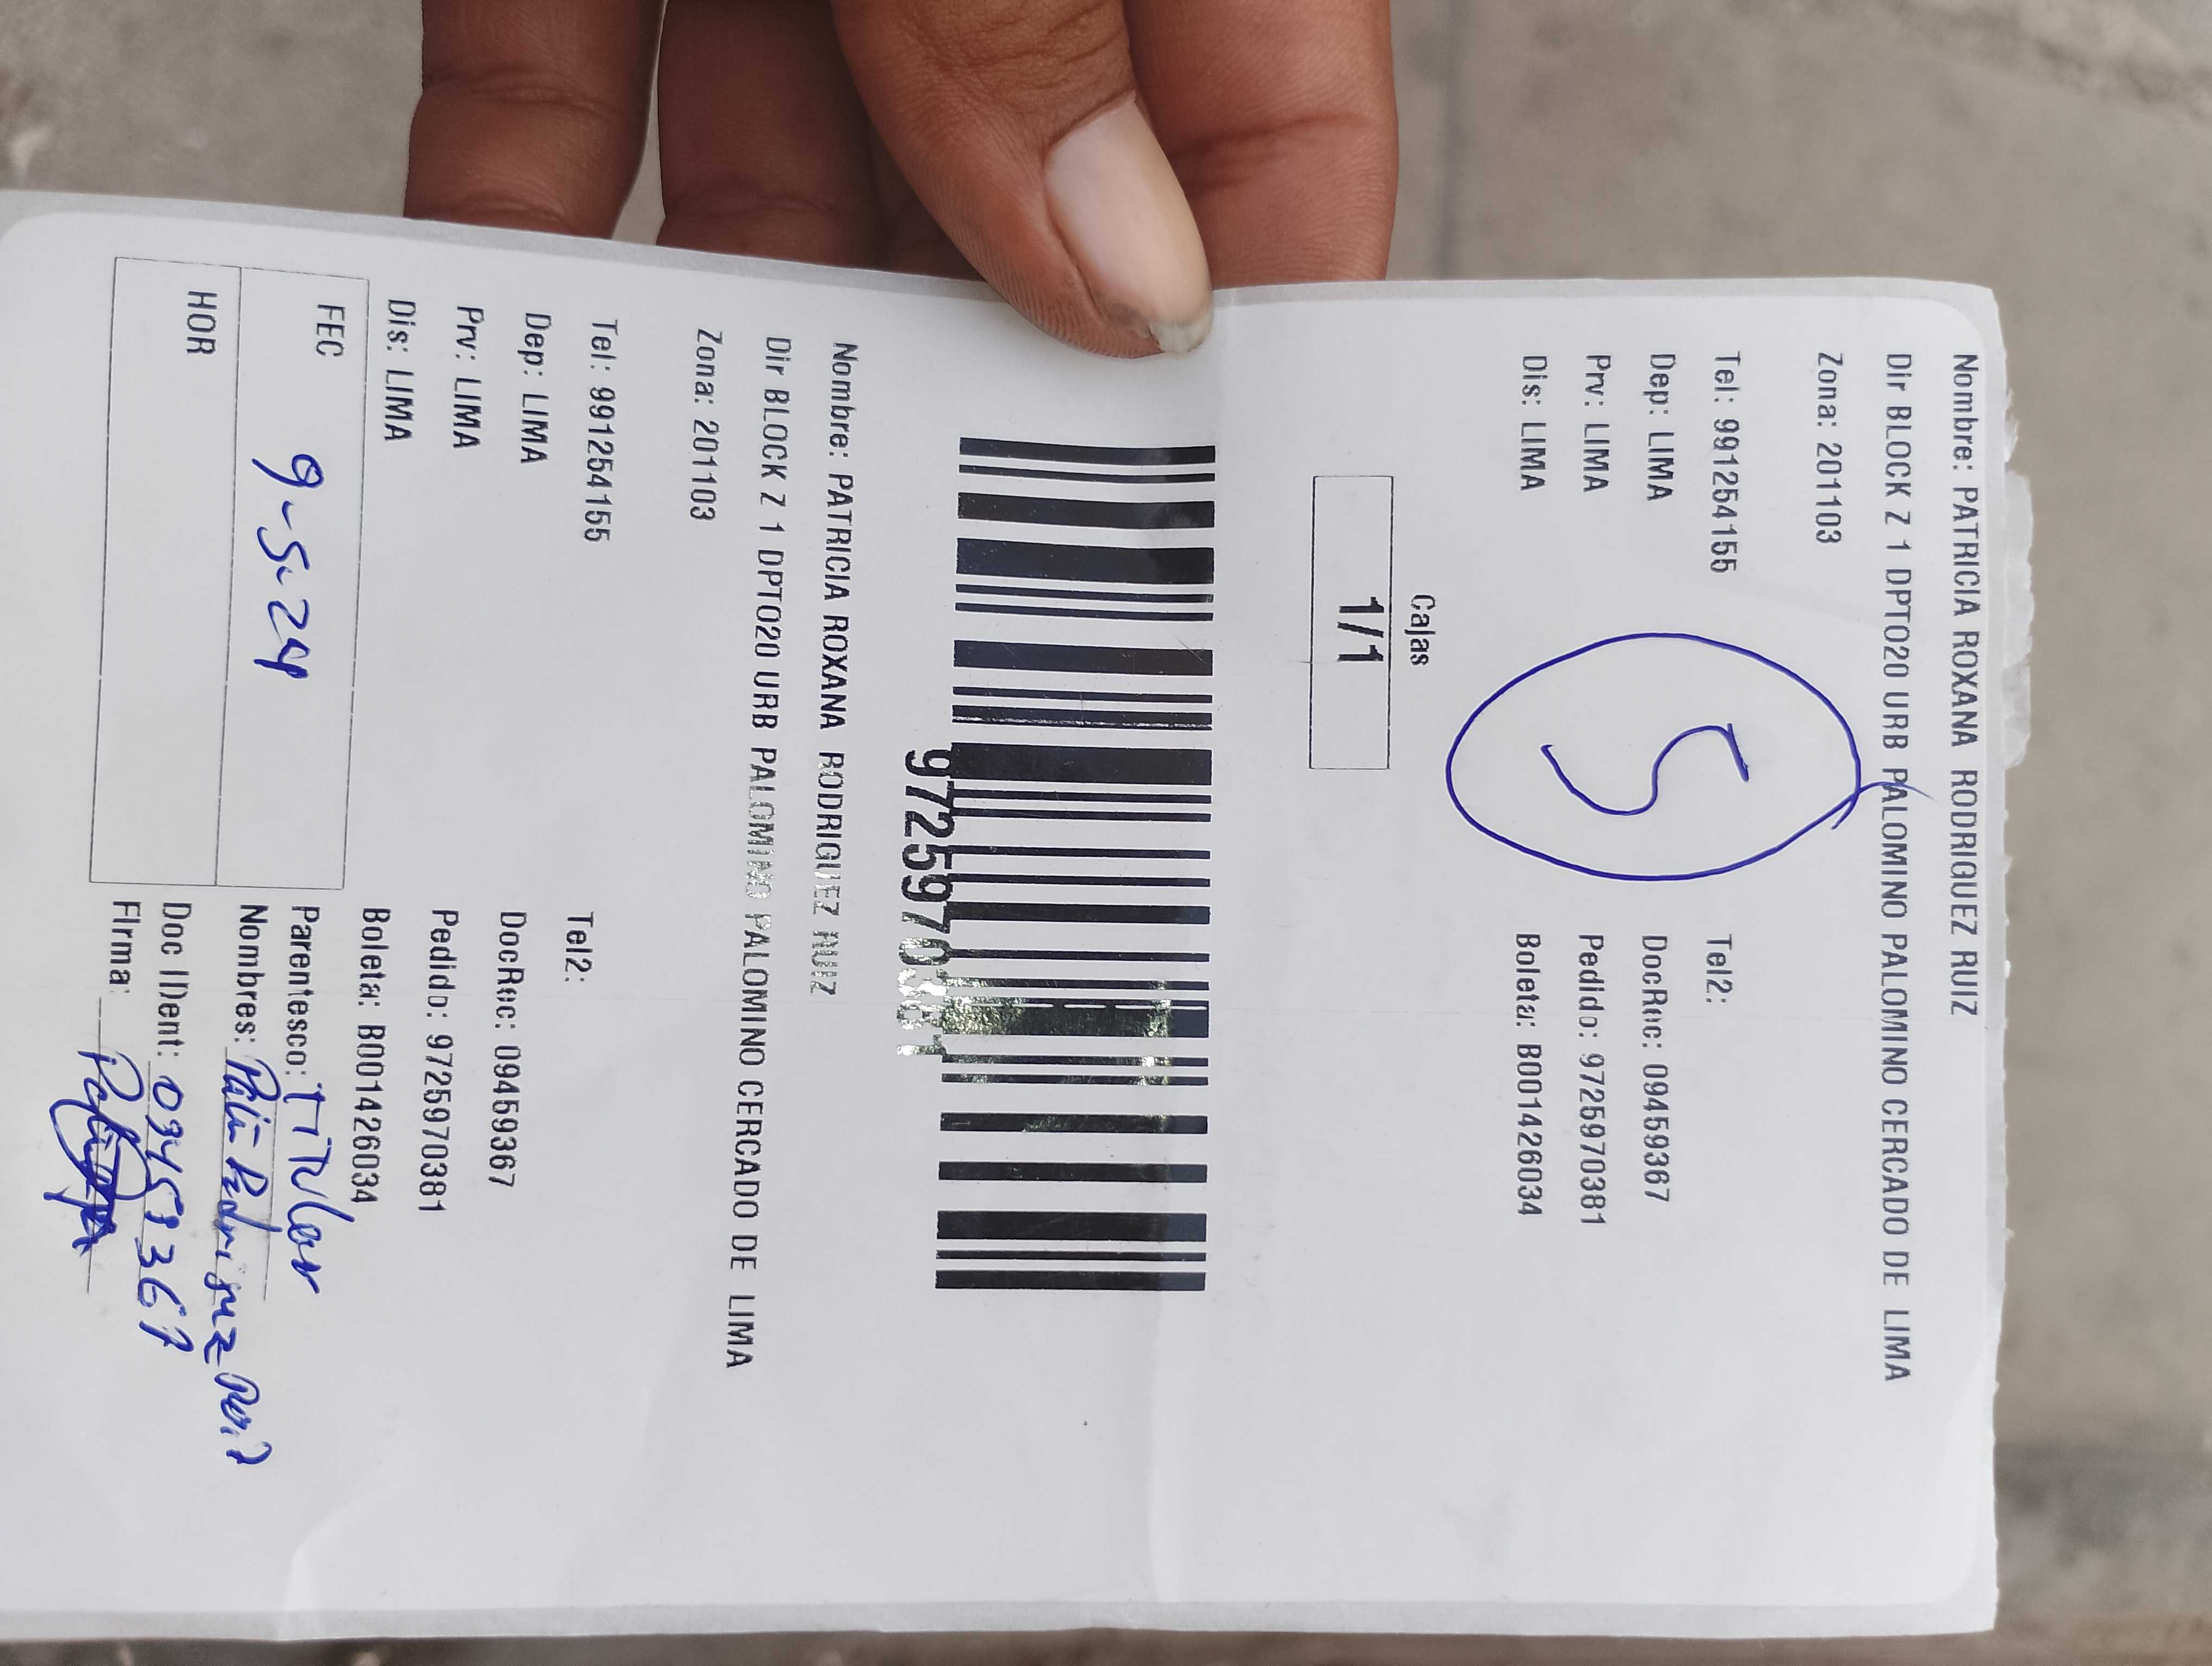 Nombre: PATRICIA ROXANA RODRIGUEZ RUIZ
Dir BLOCK Z 1 DPTO20 URB PALOMINO PALOMINO CERCADO DE LIMA
Zona: 201103
Tel: 991254155 Tel2:
Dep: LIMA DocRec: 09459367
Prv: LIMA Pedido: 9725970381
Dis: LIMA Boleta: B001426034
S
Cajas
1/1
9725970381
Nombre: PATRICIA ROXANA RODRIGUEZ RUIZ
Dir BLOCK Z 1 DPTO20 URB PALOMINO PALOMINO CERCADO DE LIMA
Zona: 201103
Tel: 991254155 Tel2:
Dep: LIMA DocRec: 09459367
Prv: LIMA Pedido: 9725970381
Dis: LIMA Boleta: B001426034
FEC 9-5-24 Parentesco: TiTular
HOR Nombres:
Doc IDent: 09459367
FIrma: